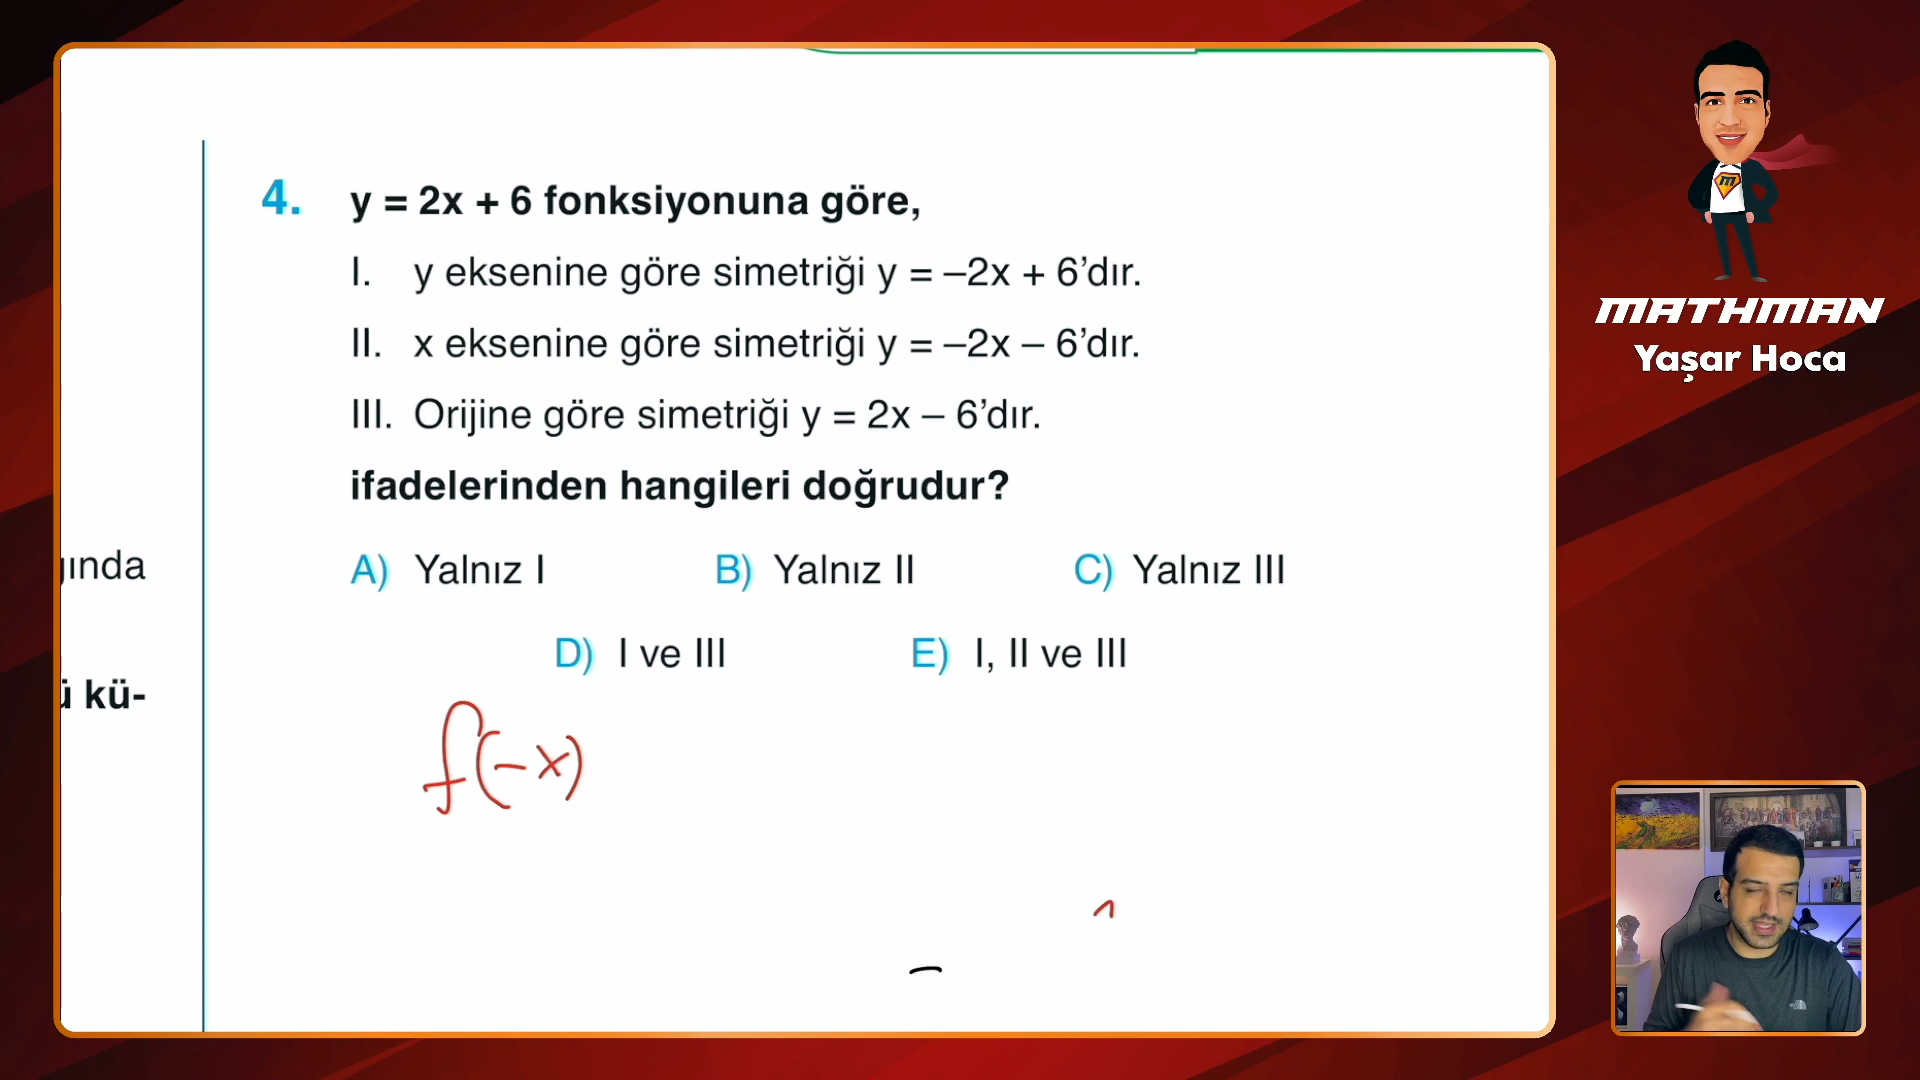 4. y = 2x + 6 fonksiyonuna göre,
I. y eksenine göre simetriği y = –2x + 6’dır.
II. x eksenine göre simetriği y = –2x – 6’dır.
III. Orijine göre simetriği y = 2x – 6’dır.
ifadelerinden hangileri doğrudur?
A) Yalnız I B) Yalnız II C) Yalnız III
D) I ve III E) I, II ve III
f(-x)
ında
kü-
MATHMAN
Yaşar Hoca